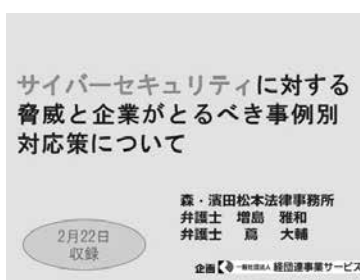 サイバーセキュリティに対する
脅威と企業がとるべき事例別
対応策について
森・濱田松本法律事務所
弁護士 増島 雅和
弁護士 蔦 大輔
2月22日
収録
企画 一般社団法人 経団連事業サービス